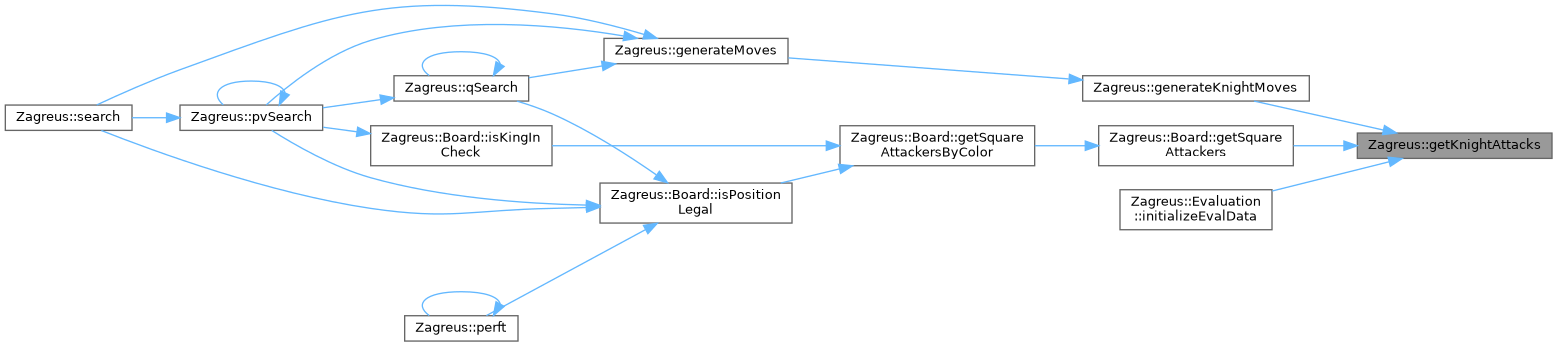 Zagreus::generateMoves
Zagreus::qSearch
Zagreus::generateKnightMoves
Zagreus::search
Zagreus::pvSearch
Zagreus::Board::isKingIn
Check
Zagreus::Board::getSquare
AttackersByColor
Zagreus::Board::getSquare
Attackers
Zagreus::getKnightAttacks
Zagreus::Board::isPosition
Legal
Zagreus::Evaluation
::initializeEvalData
Zagreus::perft